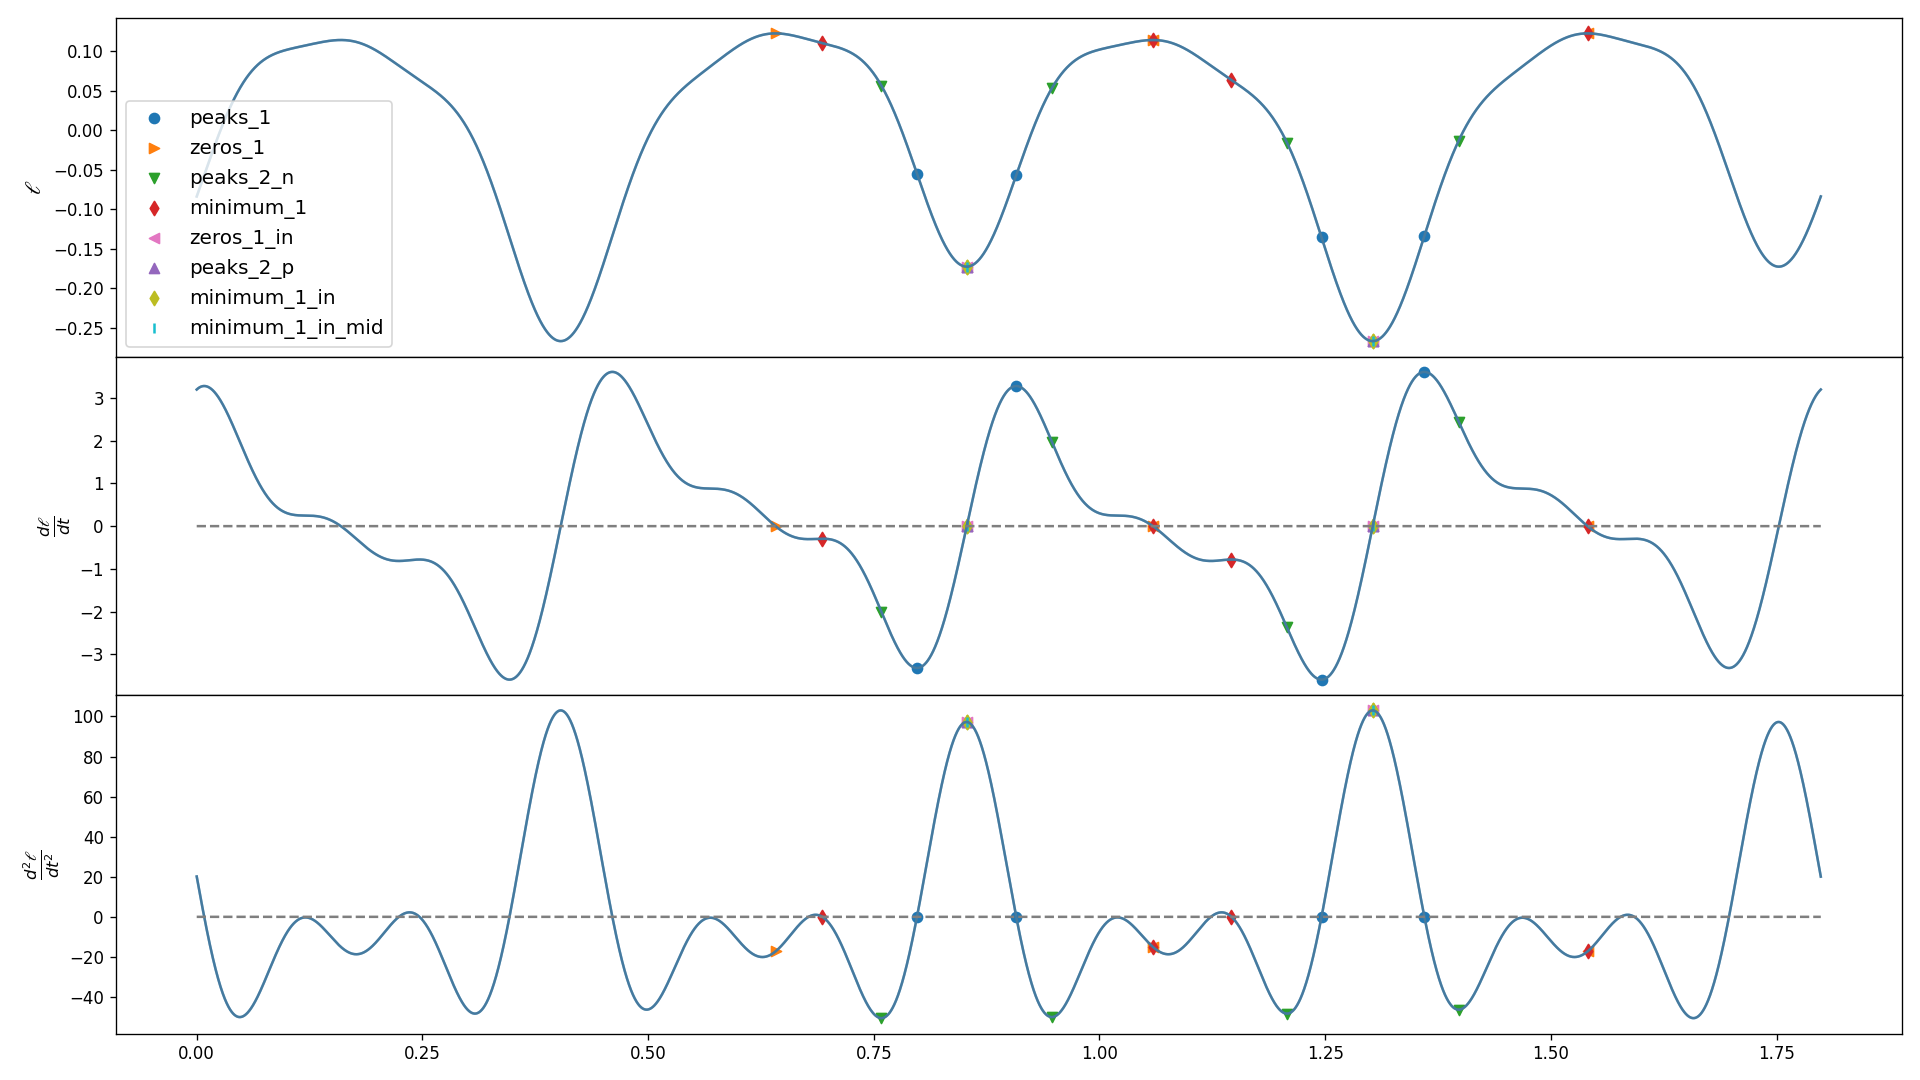 0.10
0.05
0.00
−0.05
−0.10
−0.15
−0.20
−0.25
ℓ
peaks_1
zeros_1
peaks_2_n
minimum_1
zeros_1_in
peaks_2_p
minimum_1_in
minimum_1_in_mid
3
2
1
0
−1
−2
−3
dℓ
dt
100
80
60
40
20
0
−20
−40
d²ℓ
dt²
0.00 0.25 0.50 0.75 1.00 1.25 1.50 1.75